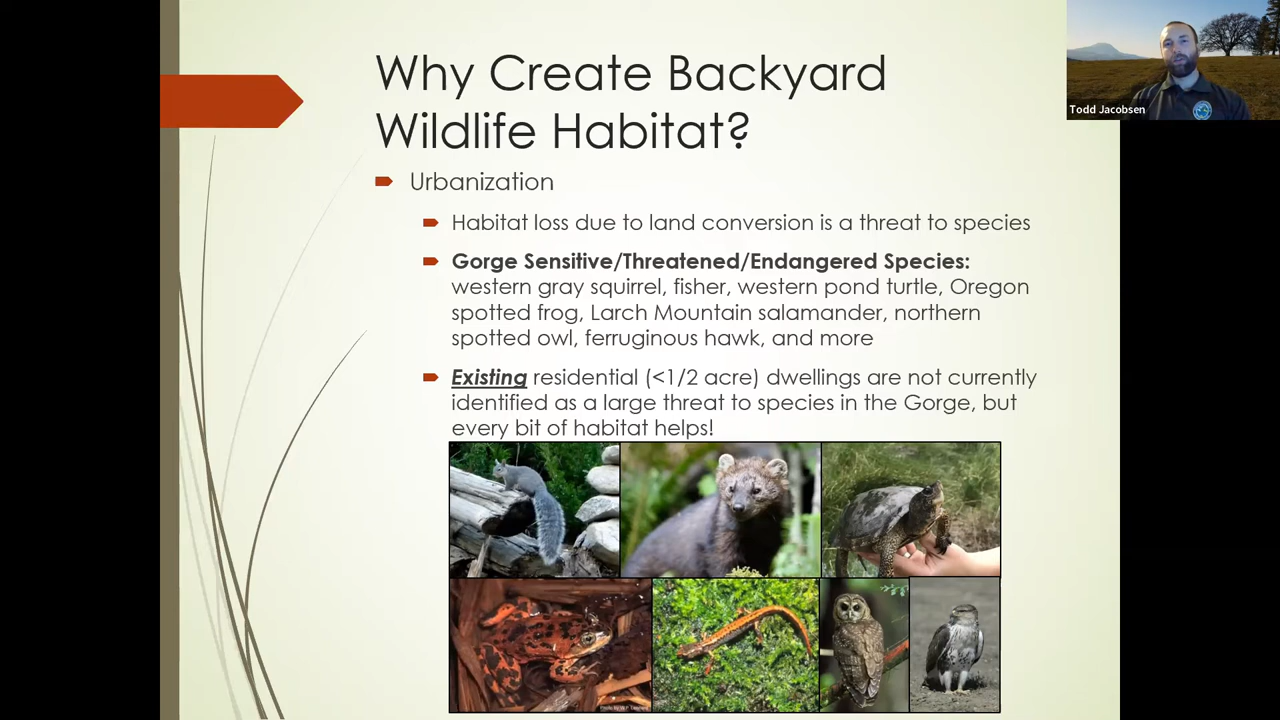 Why Create Backyard
Wildlife Habitat?
Todd Jacobsen
Urbanization
Habitat loss due to land conversion is a threat to species
Gorge Sensitive/Threatened/Endangered Species:
western gray squirrel, fisher, western pond turtle, Oregon
spotted frog, Larch Mountain salamander, northern
spotted owl, ferruginous hawk, and more
Existing residential (<1/2 acre) dwellings are not currently
identified as a large threat to species in the Gorge, but
every bit of habitat helps!